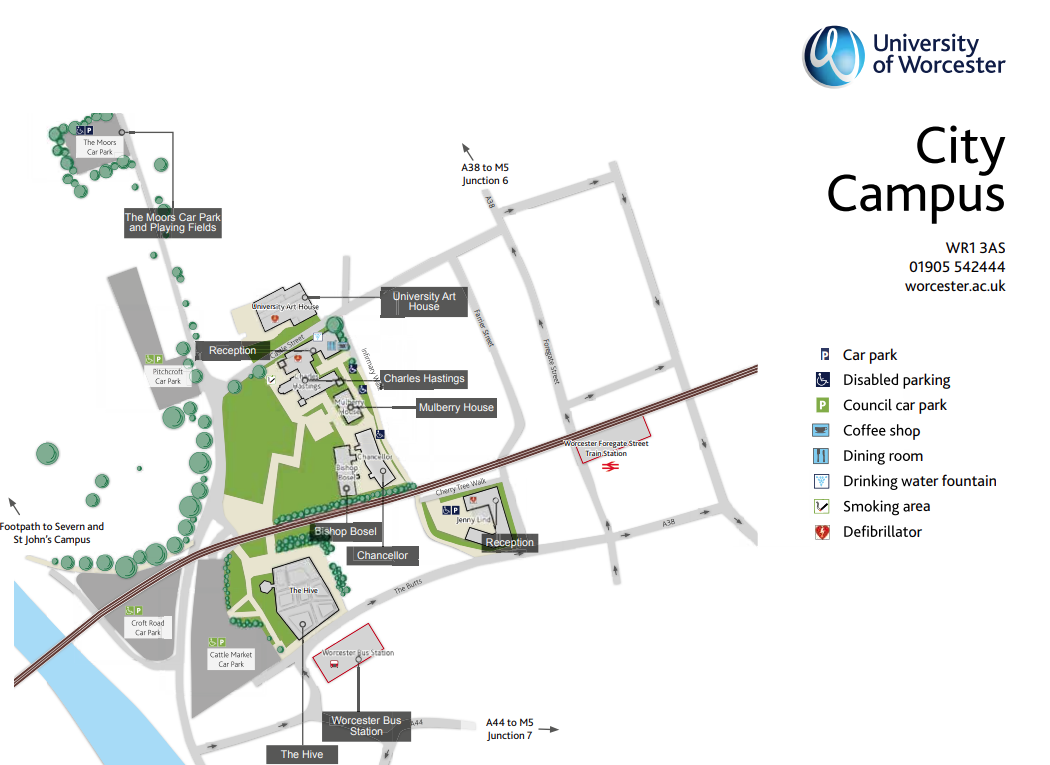 University
of Worcester
City
Campus
WR1 3AS
01905 542444
worcester.ac.uk
P Car park
Disabled parking
P Council car park
Coffee shop
Dining room
Drinking water fountain
Smoking area
Defibrillator
P
The Moors
Car Park
The Moors Car Park
and Playing Fields
A38 to M5
Junction 6
A38
University Art
House
University Art House
Reception
Castle Street
Infirmary
Farrier Street
Foregate Street
Charles Hastings
Charles
Hastings
P
Pitchcroft
Car Park
Mulberry House
Mulberry
House
Worcester Foregate Street
Train Station
Chancellor
Bishop
Bosel
Cherry Tree Walk
P
Jenny Lind
Reception
A38
Footpath to Severn and
St John's Campus
Bishop Bosel
Chancellor
The Hive
The Butts
P
Croft Road
Car Park
P
Cattle Market
Car Park
Worcester Bus Station
Worcester Bus
Station
A44
A44 to M5
Junction 7
The Hive